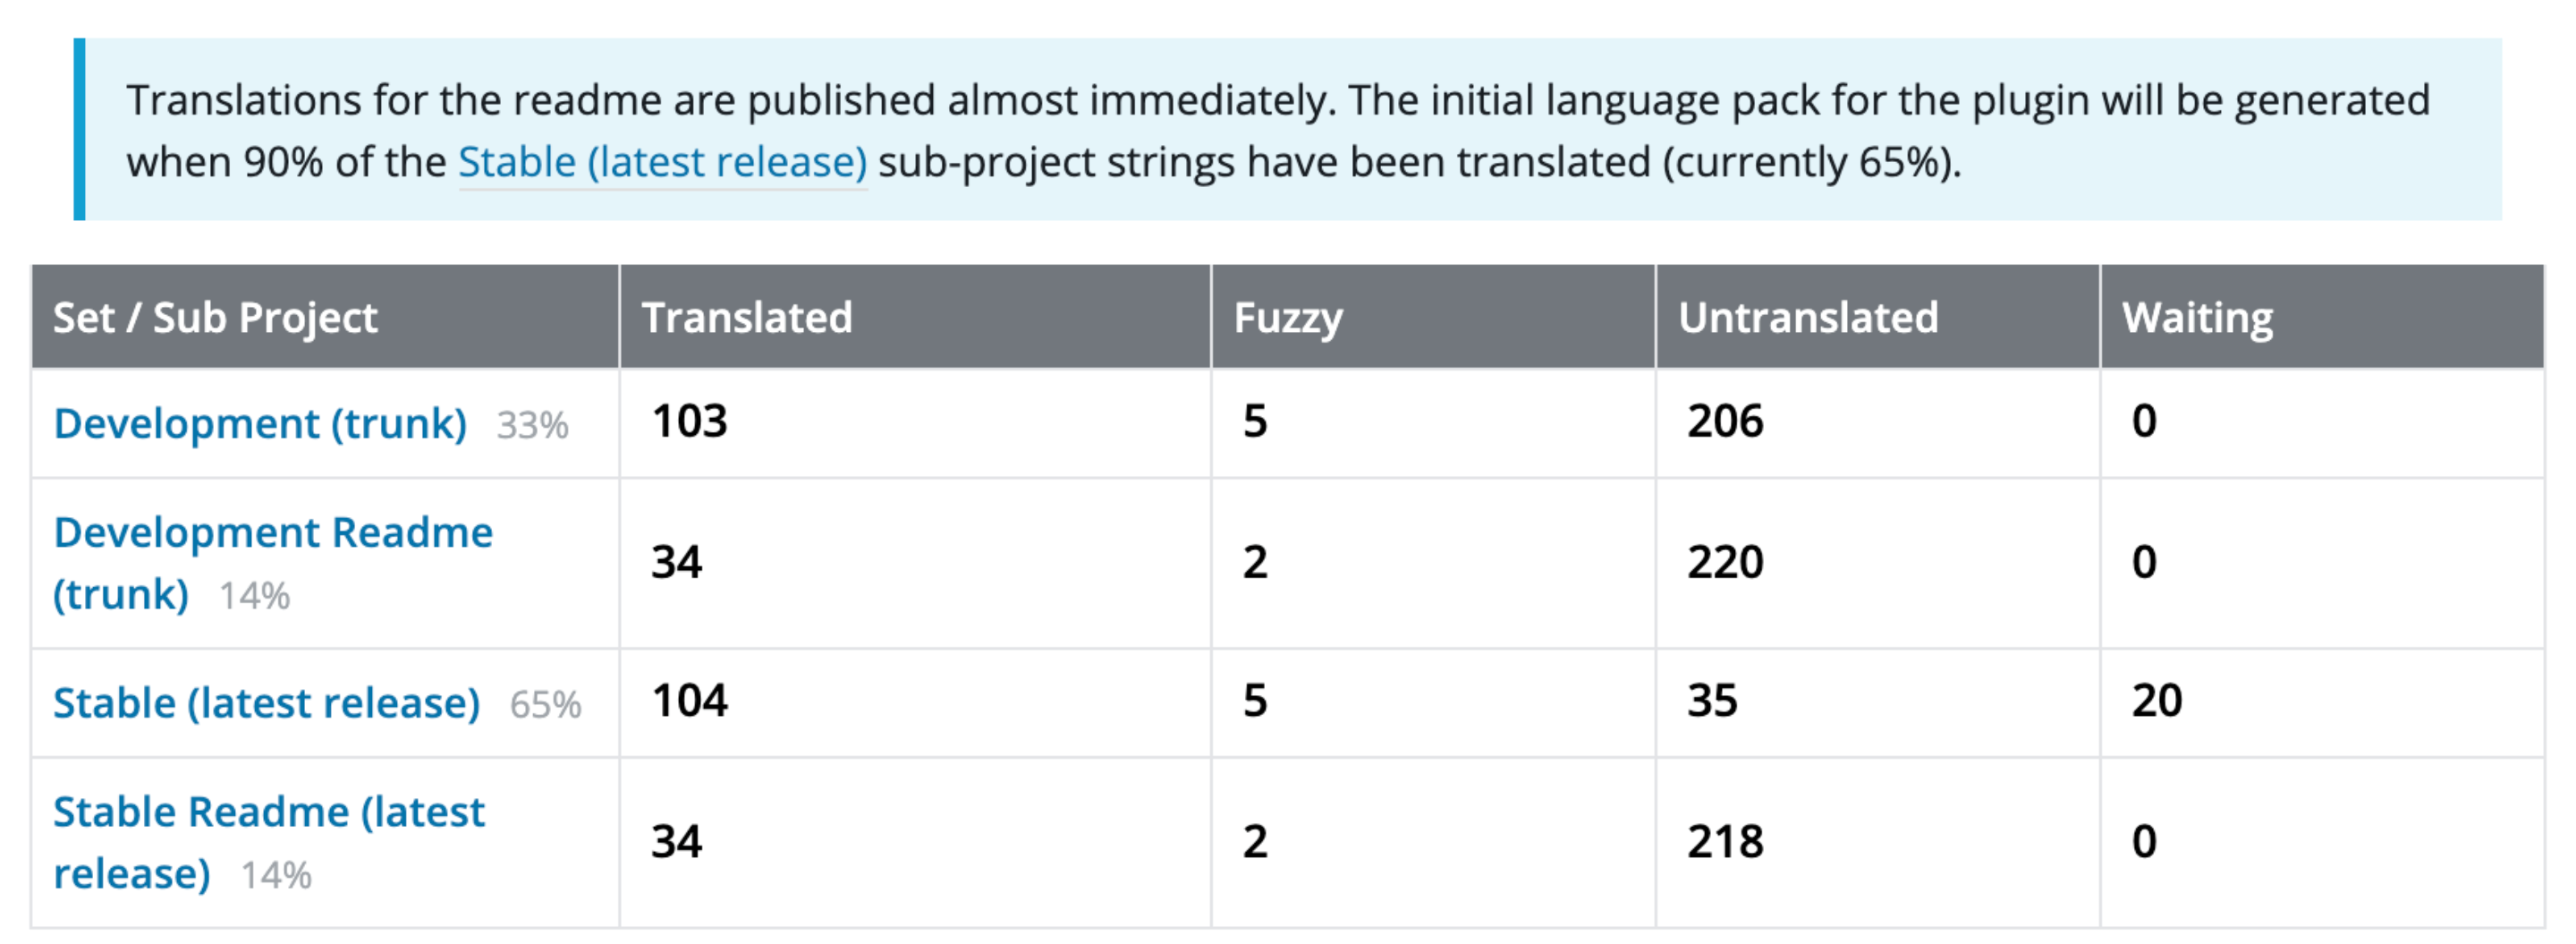 Translations for the readme are published almost immediately. The initial language pack for the plugin will be generated
when 90% of the Stable (latest release) sub-project strings have been translated (currently 65%).
Set / Sub Project Translated Fuzzy Untranslated Waiting
Development (trunk) 33% 103 5 206 0
Development Readme
(trunk) 14% 34 2 220 0
Stable (latest release) 65% 104 5 35 20
Stable Readme (latest
release) 14% 34 2 218 0